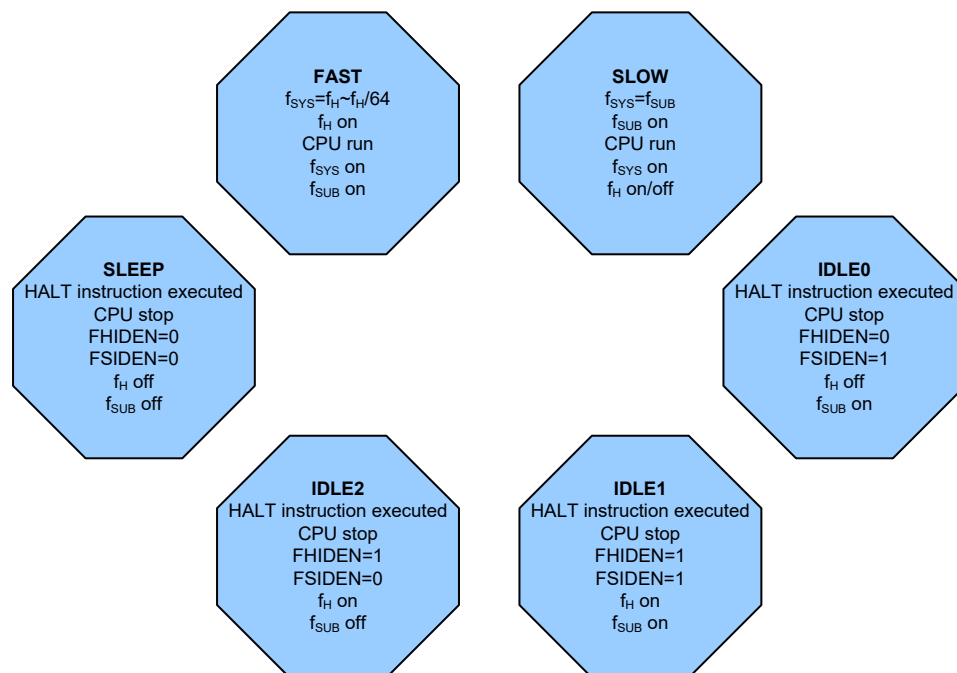 FAST
fSYS=fH~fH/64
fH on
CPU run
fSYS on
fSUB on
SLOW
fSYS=fSUB
fSUB on
CPU run
fSYS on
fH on/off
SLEEP
HALT instruction executed
CPU stop
FHIDEN=0
FSIDEN=0
fH off
fSUB off
IDLE0
HALT instruction executed
CPU stop
FHIDEN=0
FSIDEN=1
fH off
fSUB on
IDLE2
HALT instruction executed
CPU stop
FHIDEN=1
FSIDEN=0
fH on
fSUB off
IDLE1
HALT instruction executed
CPU stop
FHIDEN=1
FSIDEN=1
fH on
fSUB on